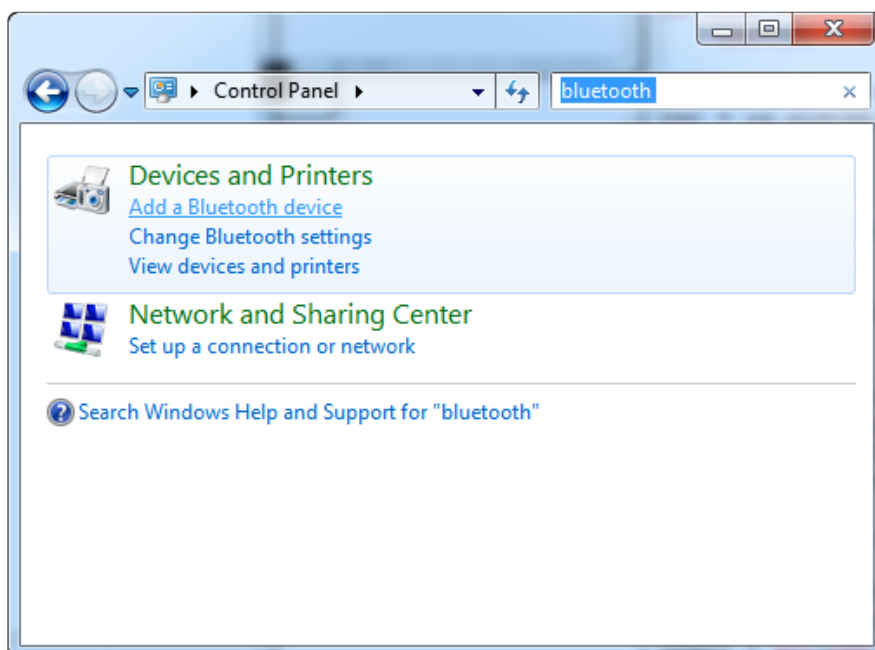 Control Panel
bluetooth
Devices and Printers
Add a Bluetooth device
Change Bluetooth settings
View devices and printers
Network and Sharing Center
Set up a connection or network
Search Windows Help and Support for "bluetooth"